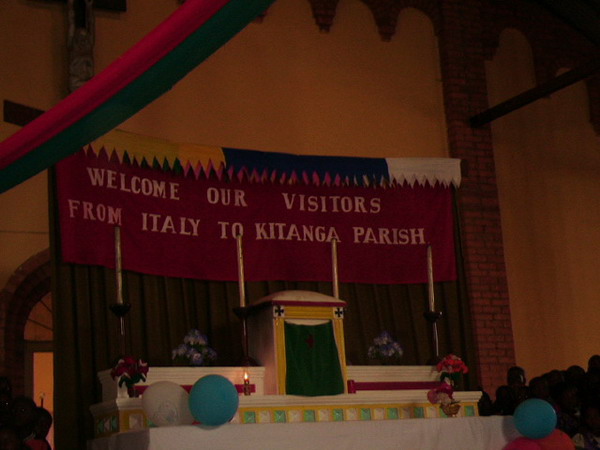 WELCOME OUR VISITORS
FROM ITALY TO KITANGA PARISH